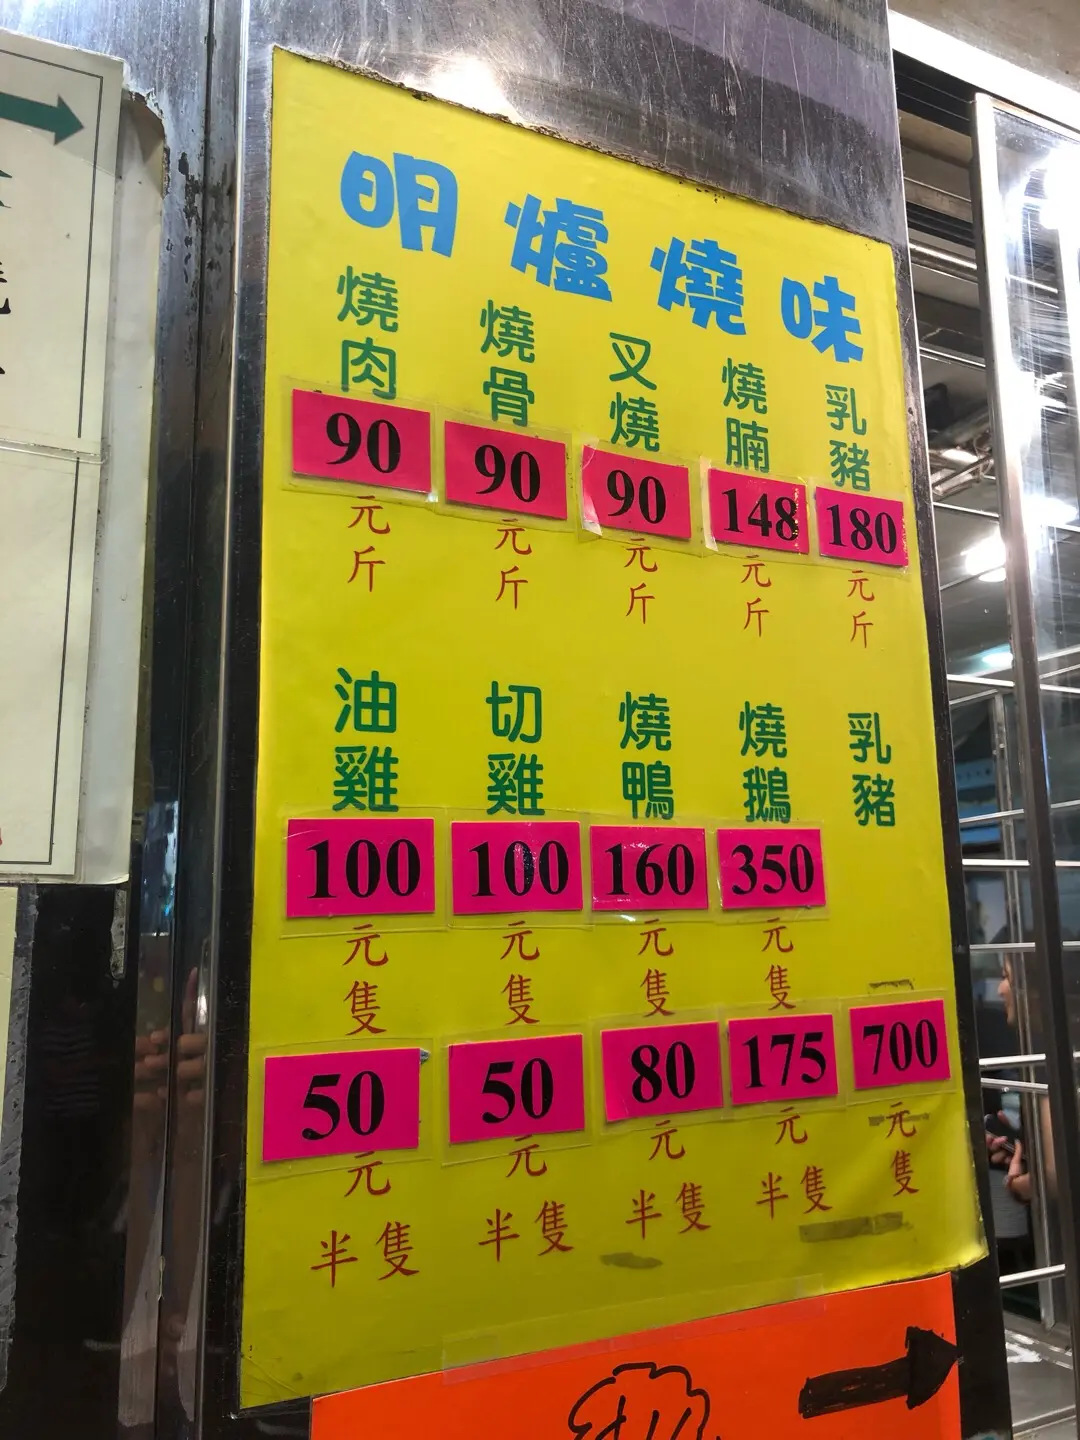 明爐燒味
燒肉 燒骨 叉燒 燒腩 乳豬
90 90 90 148 180
元斤 元斤 元斤 元斤 元斤
油雞 切雞 燒鴨 燒鵝 乳豬
100 100 160 350
元隻 元隻 元隻 元隻
50 50 80 175 700
元半隻 元半隻 元半隻 元半隻 元隻